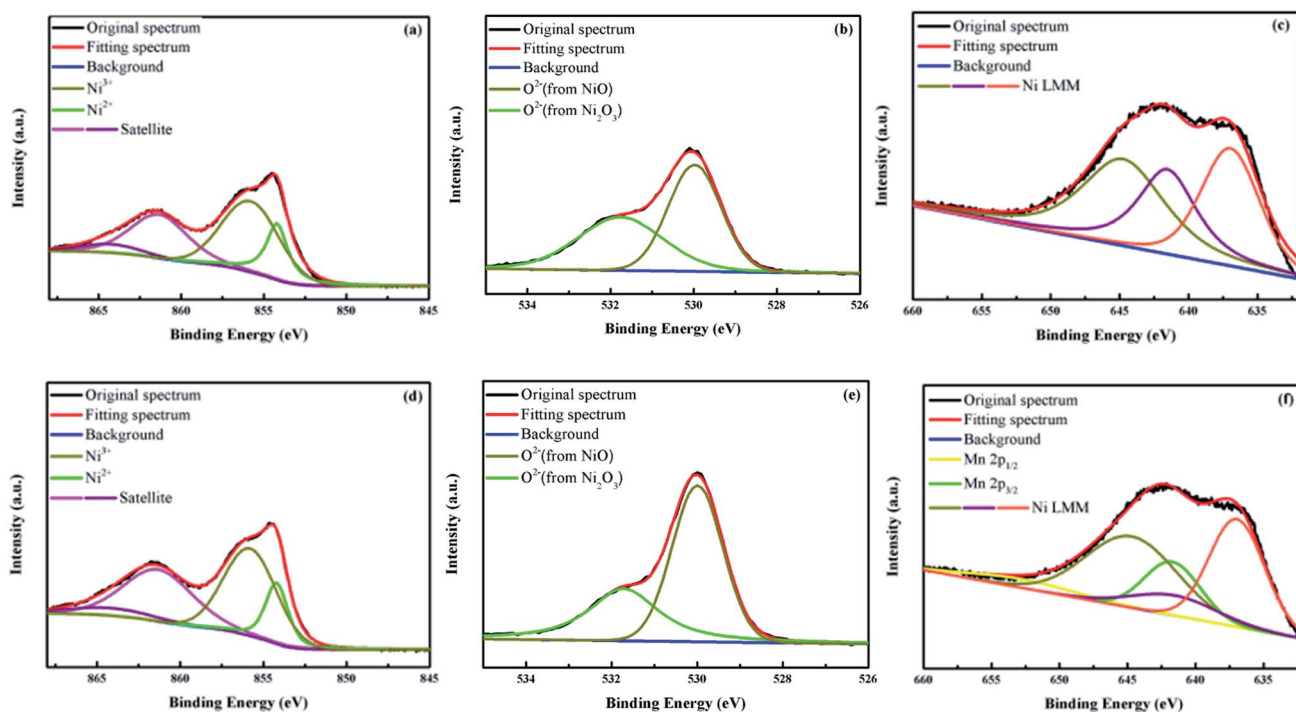 (a)
Original spectrum
Fitting spectrum
Background
Ni³⁺
Ni²⁺
Satellite
Intensity (a.u.)
865 860 855 850 845
Binding Energy (eV)
(b)
Original spectrum
Fitting spectrum
Background
O²⁻(from NiO)
O²⁻(from Ni₂O₃)
Intensity (a.u.)
534 532 530 528 526
Binding Energy (eV)
(c)
Original spectrum
Fitting spectrum
Background
Ni LMM
Intensity (a.u.)
660 655 650 645 640 635
Binding Energy (eV)
(d)
Original spectrum
Fitting spectrum
Background
Ni³⁺
Ni²⁺
Satellite
Intensity (a.u.)
865 860 855 850 845
Binding Energy (eV)
(e)
Original spectrum
Fitting spectrum
Background
O²⁻(from NiO)
O²⁻(from Ni₂O₃)
Intensity (a.u.)
534 532 530 528 526
Binding Energy (eV)
(f)
Original spectrum
Fitting spectrum
Background
Mn 2p₁/₂
Mn 2p₃/₂
Ni LMM
Intensity (a.u.)
660 655 650 645 640 635
Binding Energy (eV)